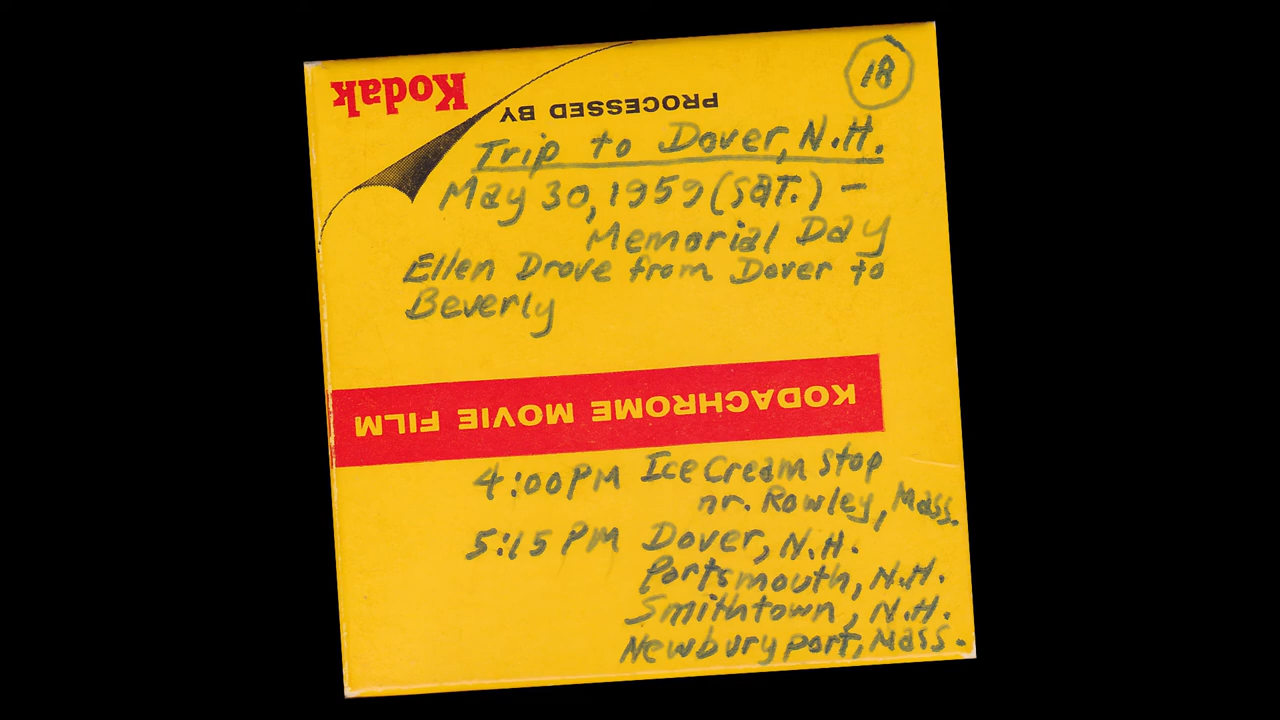 18
Kodak
PROCESSED BY
Trip to Dover, N.H.
May 30, 1959 (SAT.) -
Memorial Day
Ellen Drove from Dover to
Beverly
KODACHROME MOVIE FILM
4:00 PM Ice Cream Stop
nr. Rowley, Mass.
5:15 PM Dover, N.H.
Portsmouth, N.H.
Smithtown, N.H.
Newburyport, Mass.